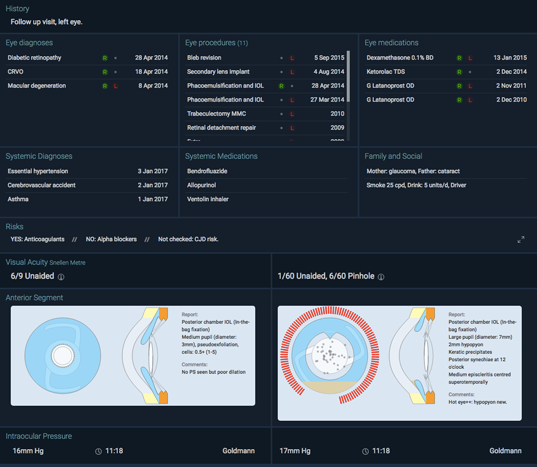 History
Follow up visit, left eye.
Eye diagnoses
Diabetic retinopathy R • 28 Apr 2014
CRVO R • 18 Apr 2014
Macular degeneration R L 8 Apr 2014
Eye procedures (11)
Bleb revision • L 5 Sep 2015
Secondary lens implant • L 4 Aug 2014
Phacoemulsification and IOL R • 28 Apr 2014
Phacoemulsification and IOL • L 27 Mar 2014
Trabeculectomy MMC • L 2010
Retinal detachment repair • L 2009
Eye medications
Dexamethasone 0.1% BD R L 13 Jan 2015
Ketorolac TDS R • 2 Dec 2014
G Latanoprost OD R L 2 Nov 2011
G Latanoprost OD R L 2 Dec 2010
Systemic Diagnoses
Essential hypertension 3 Jan 2017
Cerebrovascular accident 2 Jan 2017
Asthma 1 Jan 2017
Systemic Medications
Bendrofluazide
Allopurinol
Ventolin inhaler
Family and Social
Mother: glaucoma, Father: cataract
Smoke 25 cpd, Drink: 5 units/d, Driver
Risks
YES: Anticoagulants // NO: Alpha blockers // Not checked: CJD risk.
Visual Acuity Snellen Metre
6/9 Unaided
1/60 Unaided, 6/60 Pinhole
Anterior Segment
Report:
Posterior chamber IOL (In-the-
bag fixation)
Medium pupil (diameter:
3mm), pseudoexfoliation,
cells: 0.5+ (1-5)
Comments:
No PS seen but poor dilation
Report:
Posterior chamber IOL (In-the-
bag fixation)
Large pupil (diameter: 7mm)
2mm hypopyon
Keratic precipitates
Posterior synechiae at 12
o'clock
Medium episcleritis centred
superotemporally
Comments:
Hot eye++: hypopyon new.
Intraocular Pressure
16mm Hg 11:18 Goldmann
17mm Hg 11:18 Goldmann